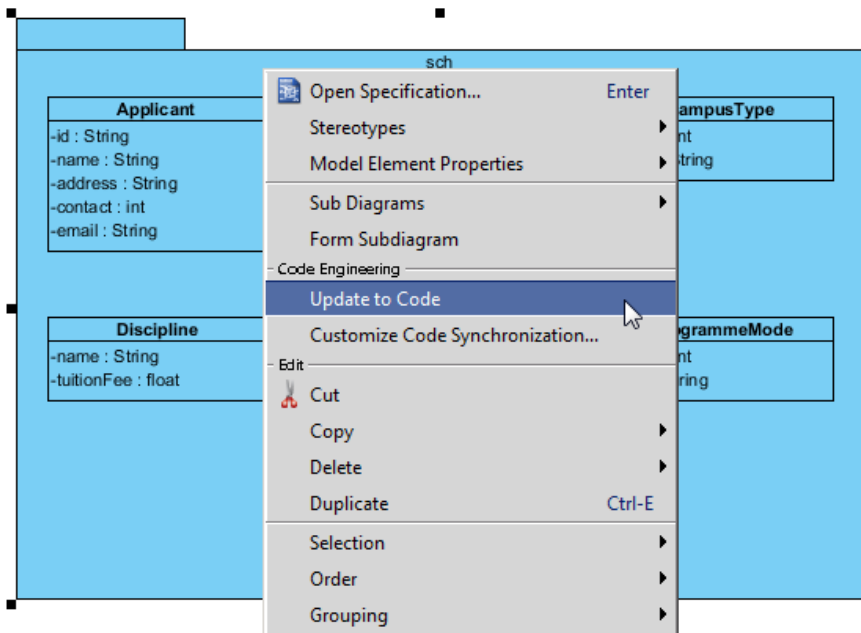 sch
Applicant
-id : String
-name : String
-address : String
-contact : int
-email : String
Discipline
-name : String
-tuitionFee : float
Open Specification... Enter
Stereotypes
Model Element Properties
Sub Diagrams
Form Subdiagram
Code Engineering
Update to Code
Customize Code Synchronization...
Edit
Cut
Copy
Delete
Duplicate Ctrl-E
Selection
Order
Grouping
ampusType
nt
String
grammeMode
nt
ring